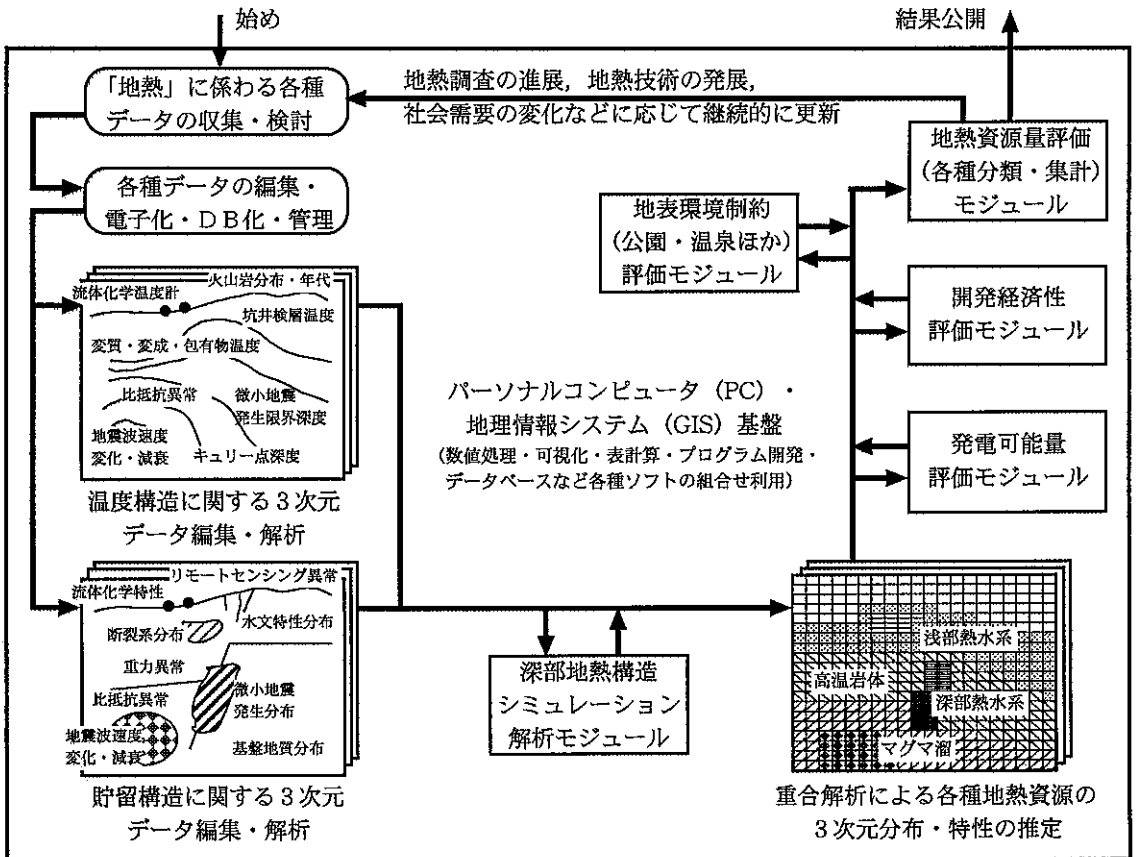 始め
結果公開
「地熱」に係わる各種
データの収集・検討
地熱調査の進展，地熱技術の発展，
社会需要の変化などに応じて継続的に更新
地熱資源量評価
(各種分類・集計)
モジュール
各種データの編集・
電子化・ＤＢ化・管理
地表環境制約
(公園・温泉ほか)
評価モジュール
開発経済性
評価モジュール
発電可能量
評価モジュール
火山岩分布・年代
流体化学温度計
坑井検層温度
変質・変成・包有物温度
比抵抗異常
微小地震
発生限界深度
地震波速度
変化・減衰
キュリー点深度
温度構造に関する３次元
データ編集・解析
パーソナルコンピュータ（PC）・
地理情報システム（GIS）基盤
(数値処理・可視化・表計算・プログラム開発・
データベースなど各種ソフトの組合せ利用)
リモートセンシング異常
流体化学特性
水文特性分布
断裂系分布
重力異常
比抵抗異常
微小地震
発生分布
地震波速度
変化・減衰
基盤地質分布
貯留構造に関する３次元
データ編集・解析
深部地熱構造
シミュレーション
解析モジュール
浅部熱水系
高温岩体
深部熱水系
マグマ溜
重合解析による各種地熱資源の
３次元分布・特性の推定